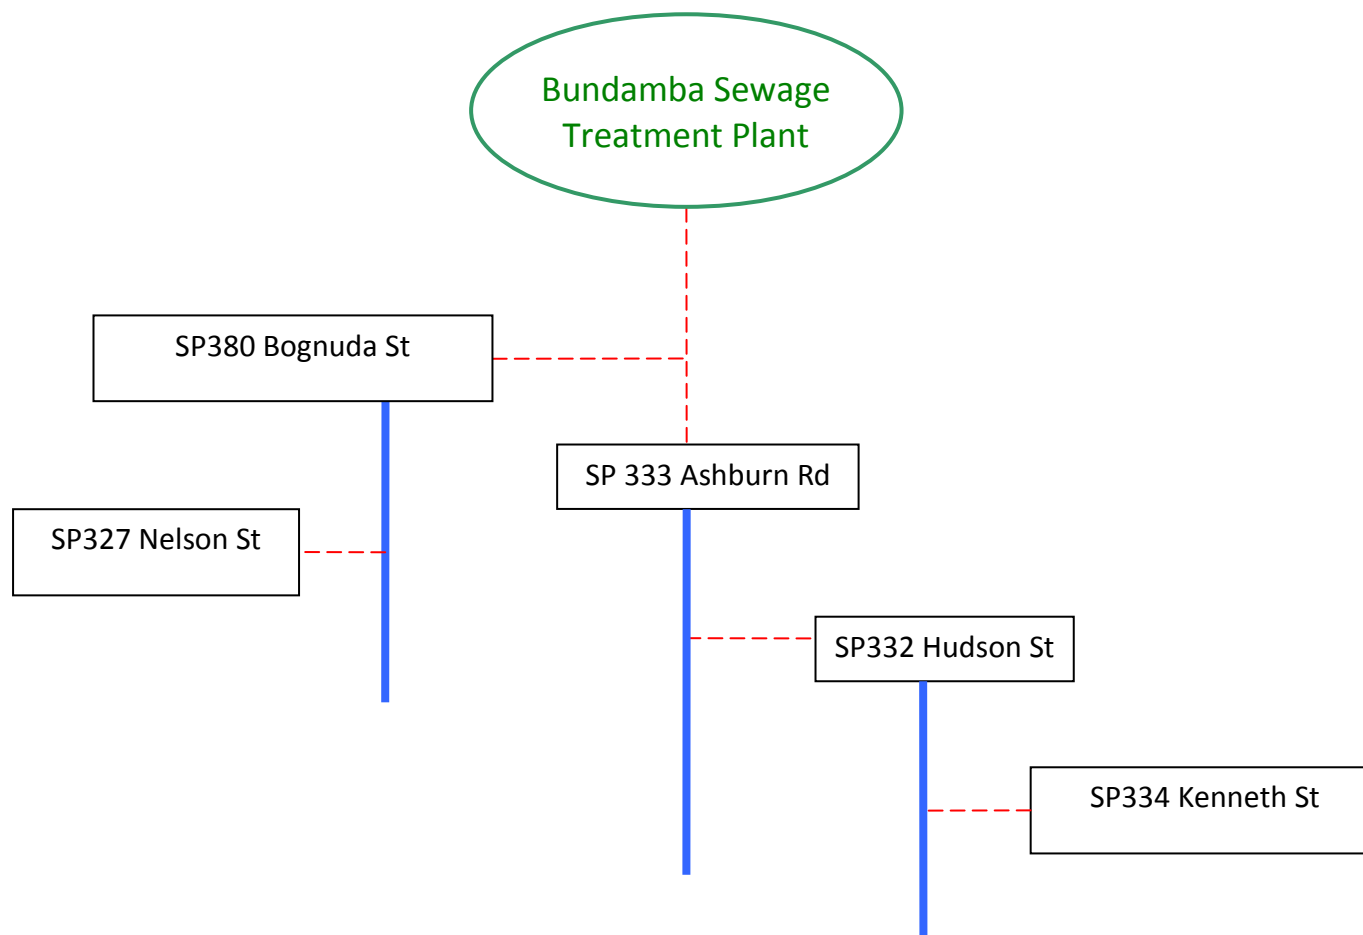 Bundamba Sewage
Treatment Plant
SP380 Bognuda St
SP 333 Ashburn Rd
SP327 Nelson St
SP332 Hudson St
SP334 Kenneth St